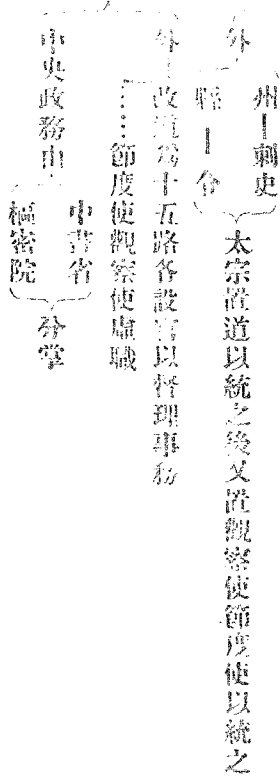 外
州—刺史
縣—令
太宗置道以統之後又置觀察使節度使以統之
外—改道爲十五路各設官以督理事務
……節度使觀察使虛職
中央政務由
中書省
樞密院
分掌